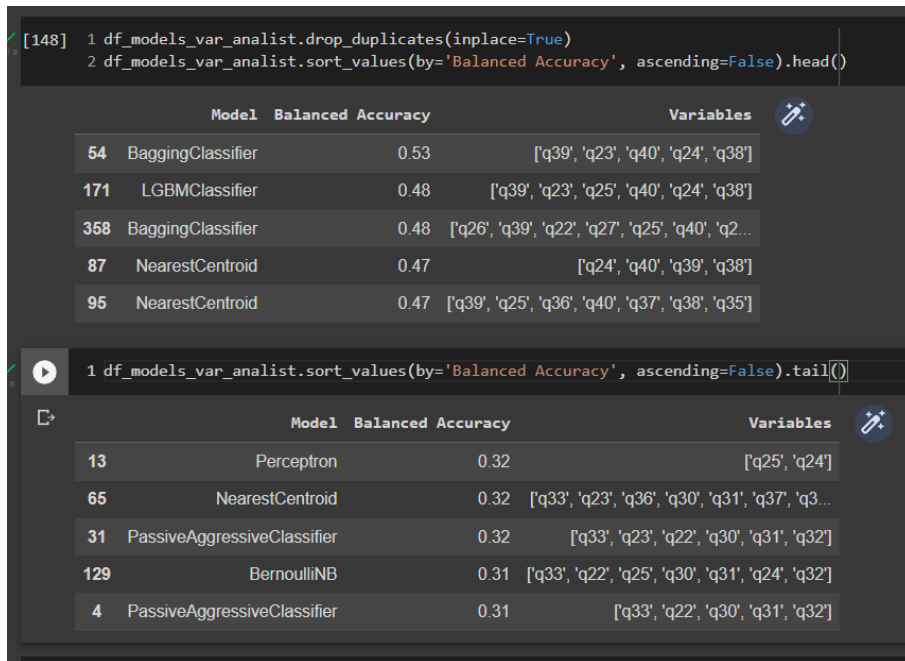 [148] 1 df_models_var_analist.drop_duplicates(inplace=True)
2 df_models_var_analist.sort_values(by='Balanced Accuracy', ascending=False).head()
Model Balanced Accuracy Variables
54 BaggingClassifier 0.53 ['q39', 'q23', 'q40', 'q24', 'q38']
171 LGBMClassifier 0.48 ['q39', 'q23', 'q25', 'q40', 'q24', 'q38']
358 BaggingClassifier 0.48 ['q26', 'q39', 'q22', 'q27', 'q25', 'q40', 'q2...
87 NearestCentroid 0.47 ['q24', 'q40', 'q39', 'q38']
95 NearestCentroid 0.47 ['q39', 'q25', 'q36', 'q40', 'q37', 'q38', 'q35']
1 df_models_var_analist.sort_values(by='Balanced Accuracy', ascending=False).tail()
Model Balanced Accuracy Variables
13 Perceptron 0.32 ['q25', 'q24']
65 NearestCentroid 0.32 ['q33', 'q23', 'q36', 'q30', 'q31', 'q37', 'q3...
31 PassiveAggressiveClassifier 0.32 ['q33', 'q23', 'q22', 'q30', 'q31', 'q32']
129 BernoulliNB 0.31 ['q33', 'q22', 'q25', 'q30', 'q31', 'q24', 'q32']
4 PassiveAggressiveClassifier 0.31 ['q33', 'q22', 'q30', 'q31', 'q32']